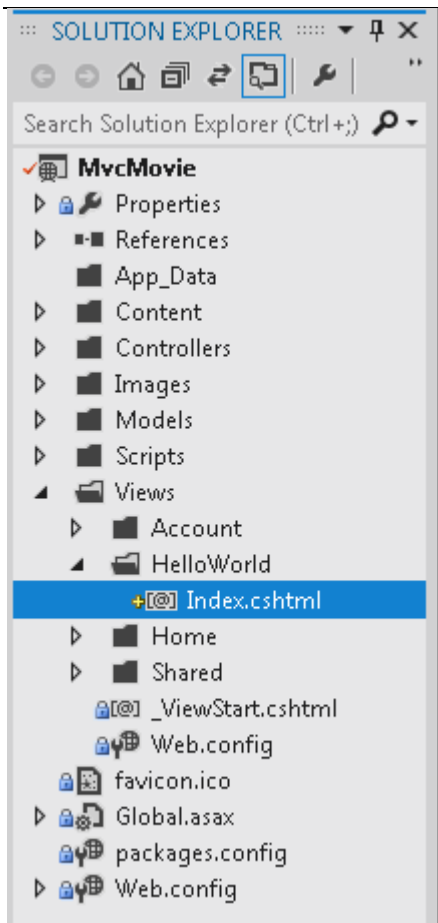 SOLUTION EXPLORER
Search Solution Explorer (Ctrl+;)
MvcMovie
Properties
References
App_Data
Content
Controllers
Images
Models
Scripts
Views
Account
HelloWorld
Index.cshtml
Home
Shared
_ViewStart.cshtml
Web.config
favicon.ico
Global.asax
packages.config
Web.config